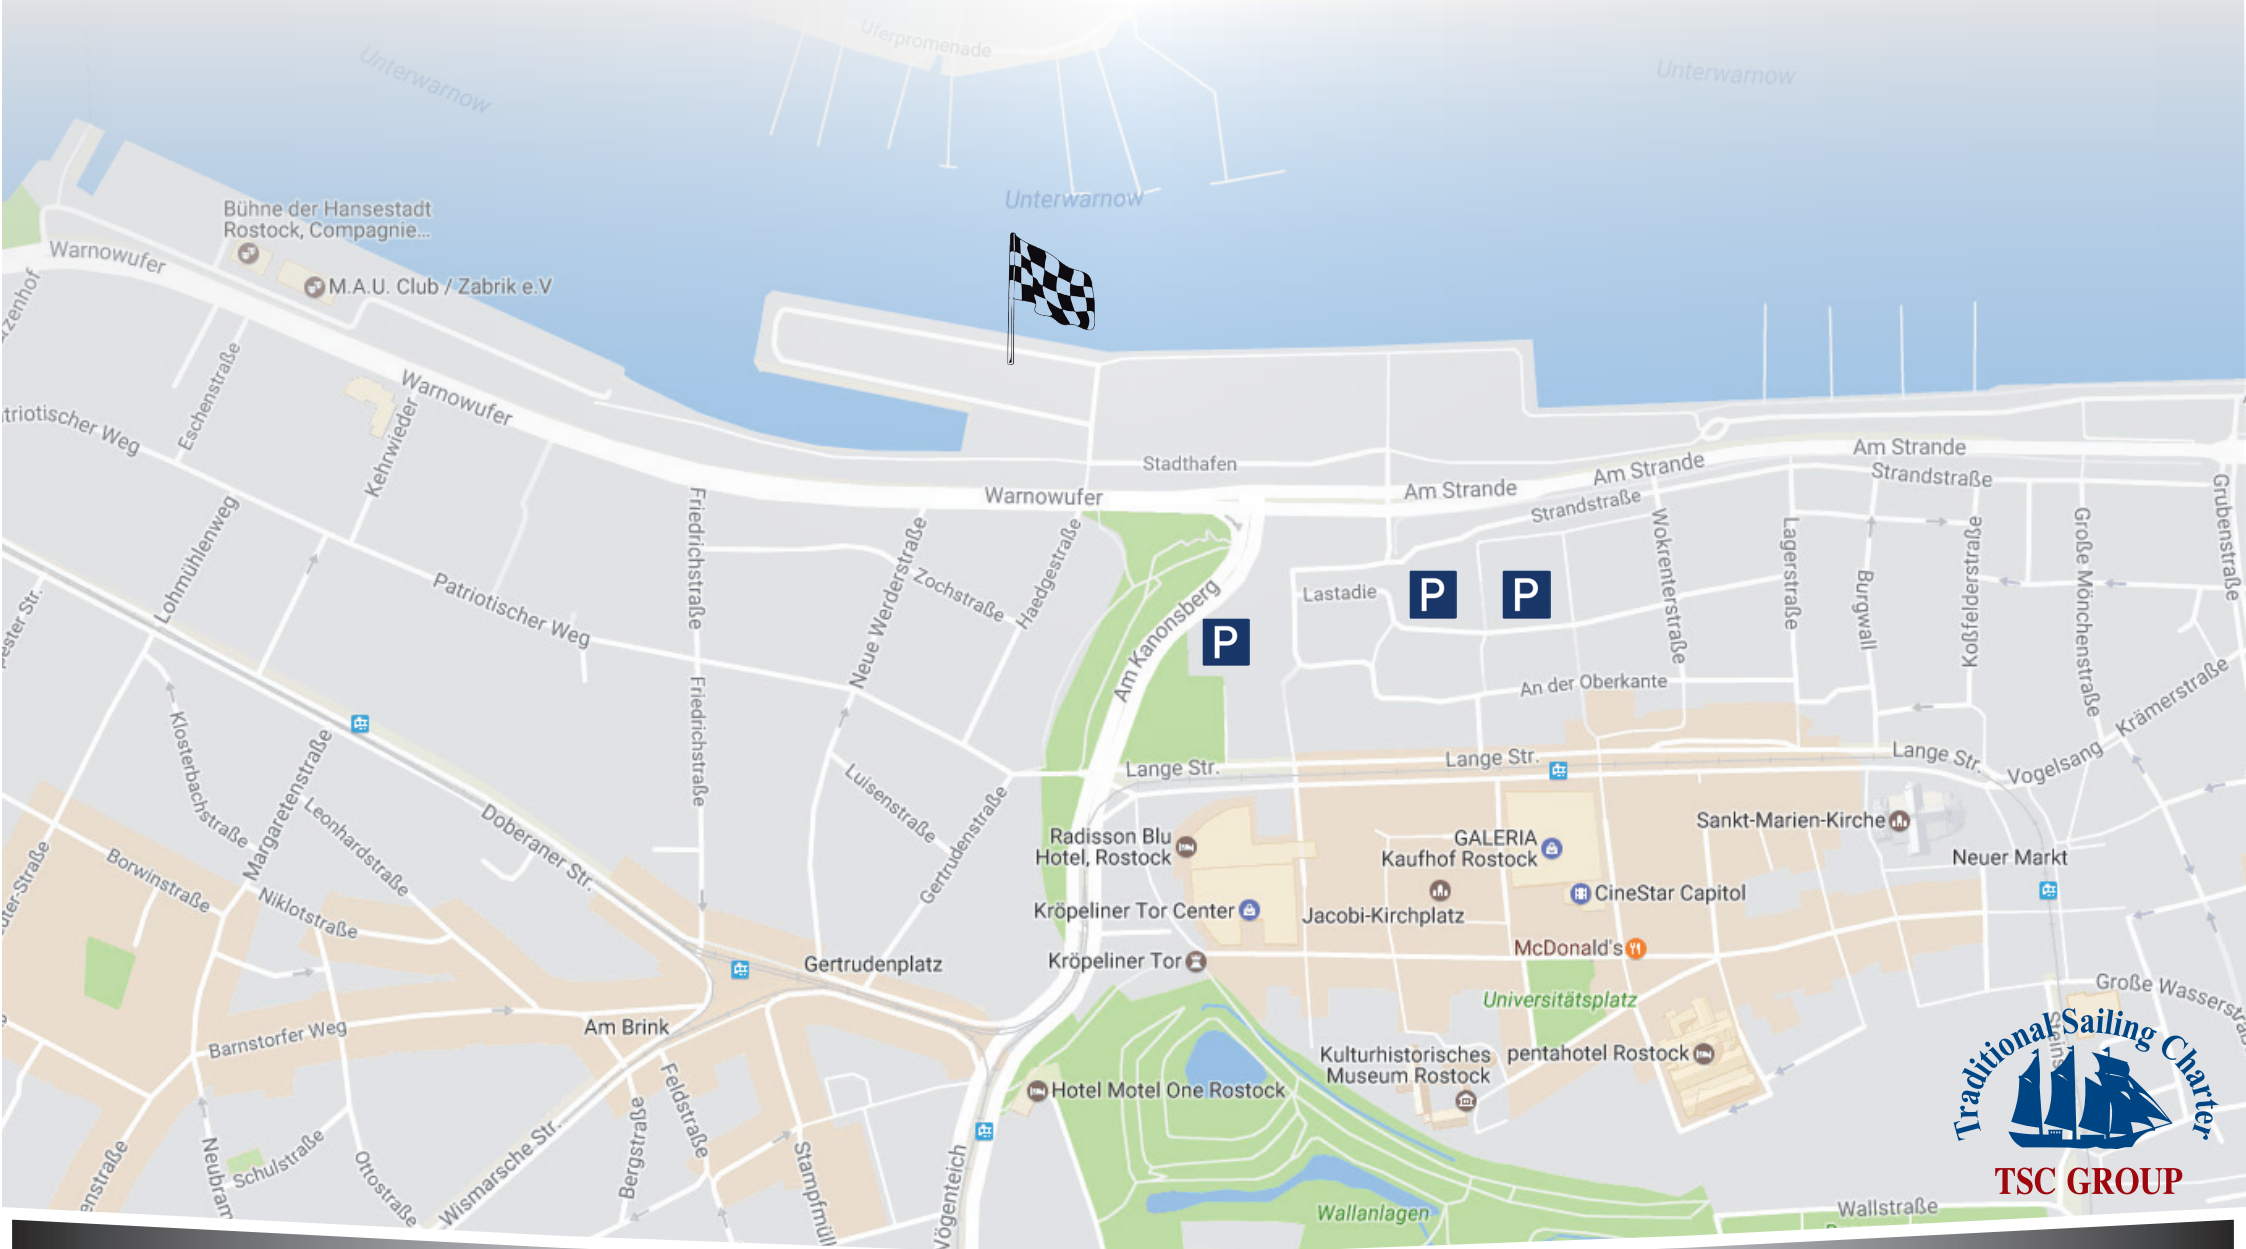 Uferpromenade
Unterwarnow
Unterwarnow
Unterwarnow
Bühne der Hansestadt
Rostock, Compagnie...
M.A.U. Club / Zabrik e.V
Warnowufer
Eschenstraße
Kehrwieder
Warnowufer
Stadthafen
Warnowufer
Am Strande
Am Strande
Am Strande
Strandstraße
Strandstraße
Lohmühlenweg
Patriotischer Weg
Friedrichstraße
Friedrichstraße
Neue Werderstraße
Zochstraße
Haedgestraße
Am Kanonsberg
P
P
P
Lastadie
Wokrenterstraße
Lagerstraße
Burgwall
Koßfelderstraße
Große Mönchenstraße
Grubenstraße
Krämerstraße
Vogelsang
An der Oberkante
Lange Str.
Lange Str.
Lange Str.
Klosterbachstraße
Margaretenstraße
Leonhardstraße
Doberaner Str.
Luisenstraße
Gertrudenstraße
Borwinstraße
Niklotstraße
Radisson Blu
Hotel, Rostock
GALERIA
Kaufhof Rostock
Sankt-Marien-Kirche
Neuer Markt
CineStar Capitol
Jacobi-Kirchplatz
Kröpeliner Tor Center
McDonald's
Kröpeliner Tor
Gertrudenplatz
Universitätsplatz
Am Brink
Barnstorfer Weg
Kulturhistorisches
Museum Rostock
pentahotel Rostock
Hotel Motel One Rostock
Feldstraße
Bergstraße
Schulstraße
Ottostraße
Wismarsche Str.
Vögenteich
Wallanlagen
Wallstraße
Traditional Sailing Charter
TSC GROUP